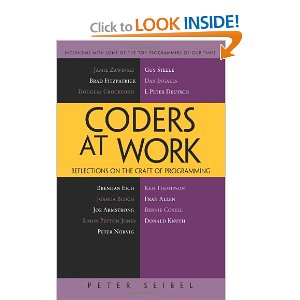 Click to LOOK INSIDE!
INTERVIEWS WITH SOME OF THE TOP PROGRAMMERS OF OUR TIMES
JAMIE ZAWINSKI
GUY STEELE
BRAD FITZPATRICK
DAN INGALLS
DOUGLAS CROCKFORD
L PETER DEUTSCH
CODERS
AT WORK
REFLECTIONS ON THE CRAFT OF PROGRAMMING
BRENDAN EICH
KEN THOMPSON
JOSHUA BLOCH
FRAN ALLEN
JOE ARMSTRONG
BERNIE COSELL
SIMON PEYTON JONES
DONALD KNUTH
PETER NORVIG
PETER SEIBEL